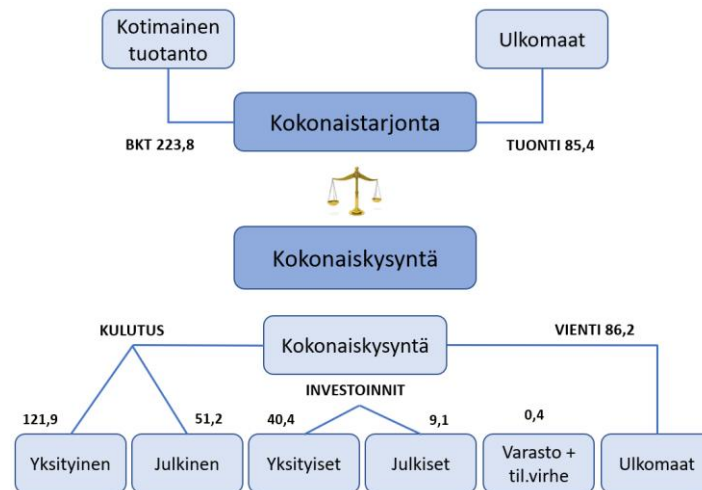 Kotimainen
tuotanto
Ulkomaat
Kokonaistarjonta
BKT 223,8
TUONTI 85,4
Kokonaiskysyntä
KULUTUS
Kokonaiskysyntä
VIENTI 86,2
INVESTOINNIT
121,9
51,2
40,4
9,1
0,4
Yksityinen
Julkinen
Yksityiset
Julkiset
Varasto +
til.virhe
Ulkomaat